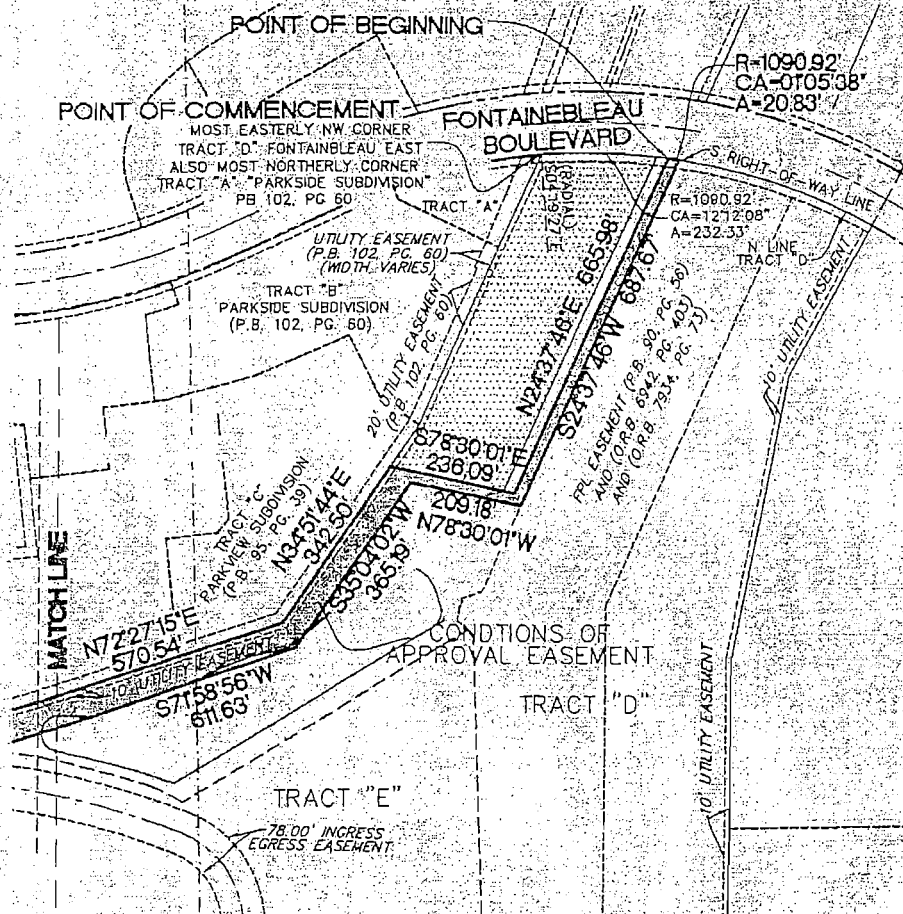 POINT OF BEGINNING
R=1090.92'
CA=01°05'38"
A=20.83'
POINT OF COMMENCEMENT
MOST EASTERLY NW CORNER
TRACT "D" FONTAINBLEAU EAST
ALSO MOST NORTHERLY CORNER
TRACT "A" "PARKSIDE SUBDIVISION"
PB 102, PG 60
FONTAINEBLEAU
BOULEVARD
S RIGHT-OF-WAY LINE
(RADIAL)
R=1090.92
CA=12°12'08"
A=232.33'
N LINE
TRACT "D"
TRACT "A"
UTILITY EASEMENT
(P.B. 102, PG. 60)
(WIDTH VARIES)
TRACT "B"
PARKSIDE SUBDIVISION
(P.B. 102, PG. 60)
20' UTILITY EASEMENT
(P.B. 102, PG. 60)
N24°37'46"E 665.98'
S24°37'46"W 687.67'
FPL EASEMENT (P.B. 90, PG. 56)
AND (O.R.B. 6942, PG. 403)
AND (O.R.B. 7934, PG. 73)
10' UTILITY EASEMENT
S78°30'01"E
236.09'
209.18'
N78°30'01"W
TRACT "C"
PARKVIEW SUBDIVISION
(P.B. 95, PG. 39)
N34°51'44"E
342.50'
S35°04'02"W
365.19'
MATCH LINE
N72°27'15"E
570.54'
10' UTILITY EASEMENT
S71°58'56"W
611.63'
CONDTIONS OF
APPROVAL EASEMENT
TRACT "D"
10' UTILITY EASEMENT
TRACT "E"
78.00' INGRESS
EGRESS EASEMENT